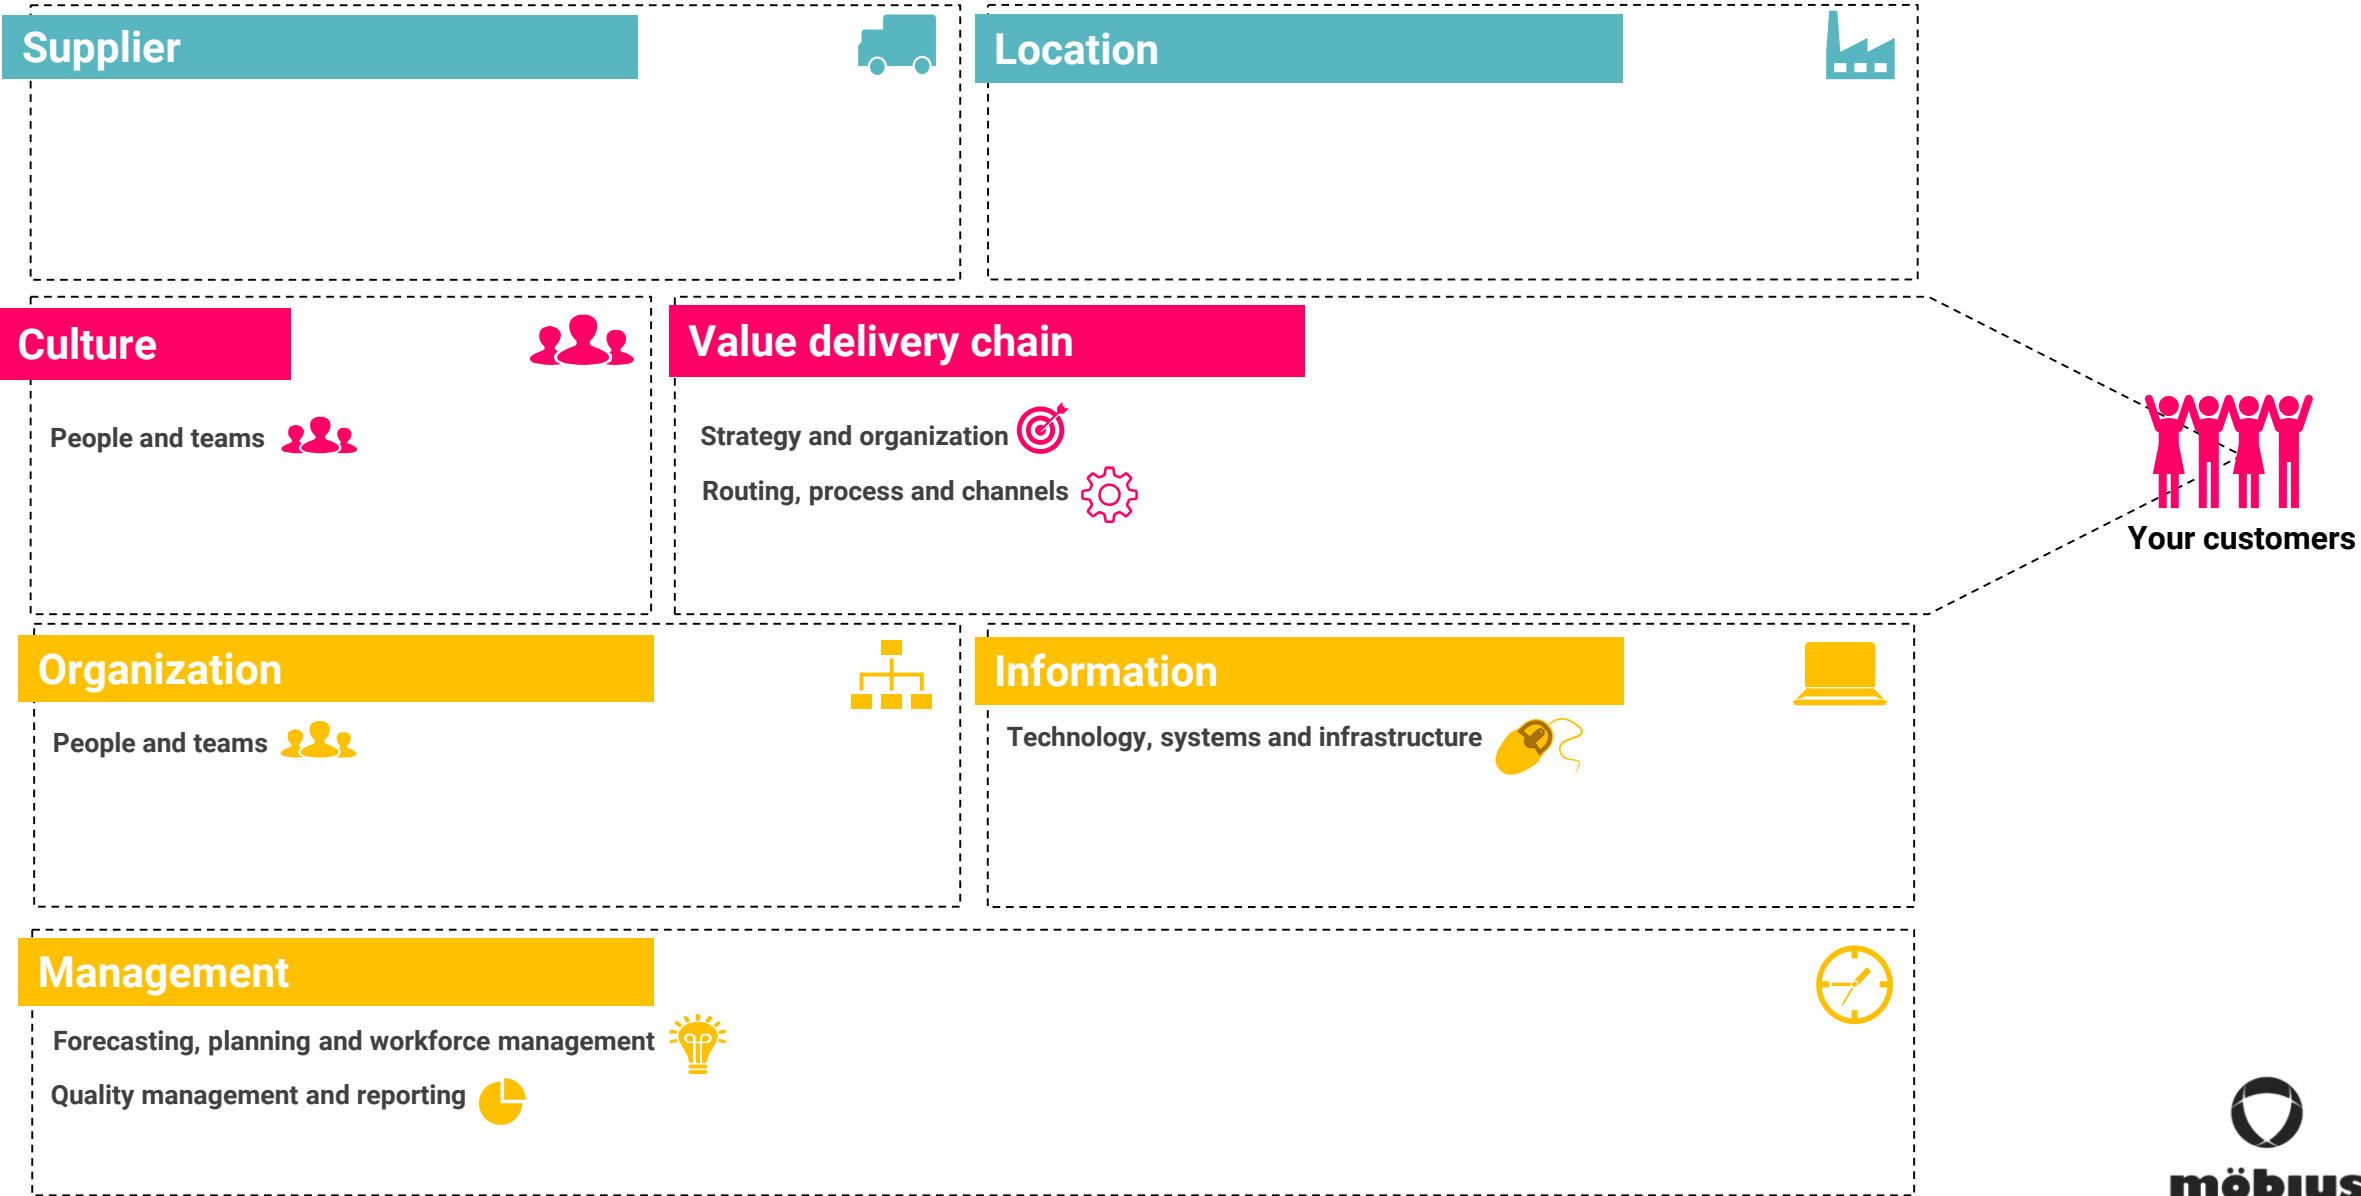 Supplier
Location
Culture
Value delivery chain
People and teams
Strategy and organization
Routing, process and channels
Your customers
Organization
Information
People and teams
Technology, systems and infrastructure
Management
Forecasting, planning and workforce management
Quality management and reporting
möbius